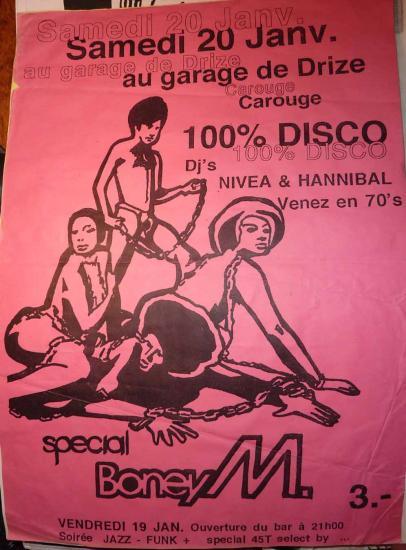 Samedi 20 Janv.
Samedi 20 Janv.
au garage de Drize
au garage de Drize
Carouge
Carouge
100% DISCO
100% DISCO
Dj's
NIVEA & HANNIBAL
Venez en 70's
special
Boney M.
3.-
VENDREDI 19 JAN. Ouverture du bar à 21h00
Soirée JAZZ - FUNK + special 45T select by ...